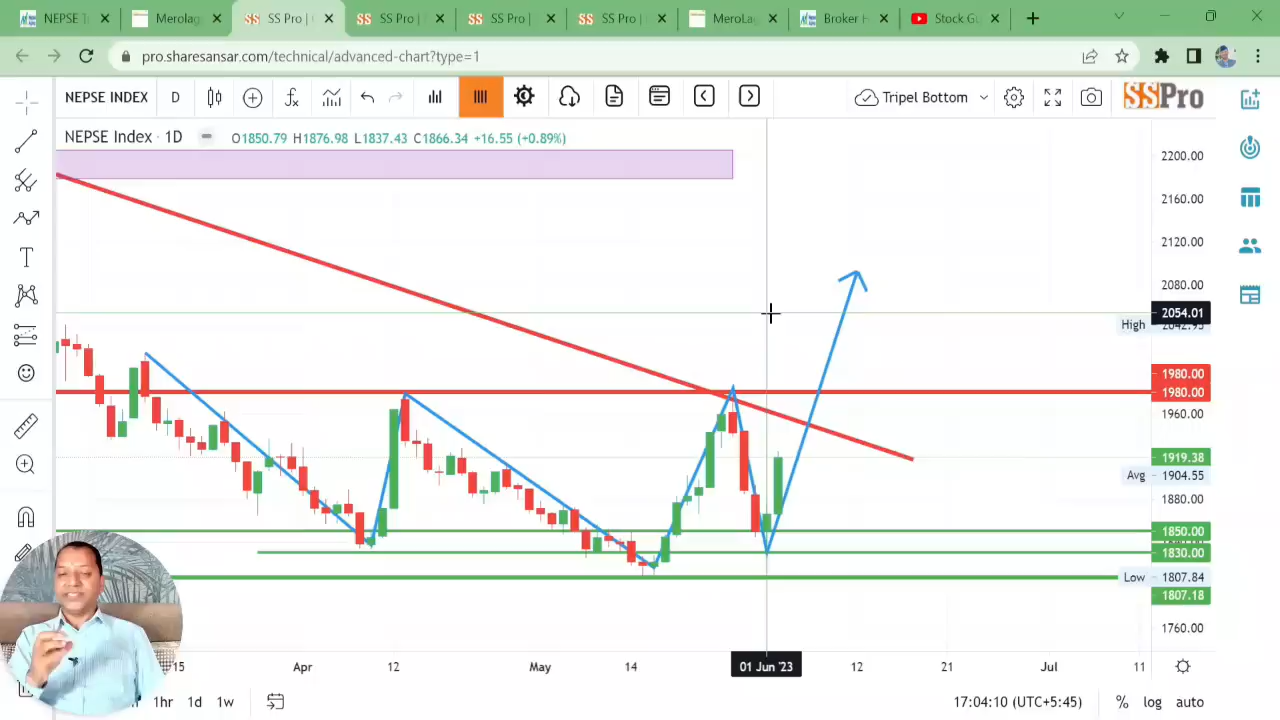 NEPSE T
Merolag
SS Pro |
SS Pro |
SS Pro |
SS Pro |
MeroLa
Broker H
Stock G
pro.sharesansar.com/technical/advanced-chart?type=1
NEPSE INDEX D Tripel Bottom SSPro
NEPSE Index · 1D O1850.79 H1876.98 L1837.43 C1866.34 +16.55 (+0.89%)
2200.00
2160.00
2120.00
2080.00
2054.01
High 2042.95
1980.00
1980.00
1960.00
1919.38
Avg 1904.55
1880.00
1850.00
1830.00
Low 1807.84
1807.18
1760.00
15 Apr 12 May 14 01 Jun '23 12 21 Jul 11
1hr 1d 1w 17:04:10 (UTC+5:45) % log auto